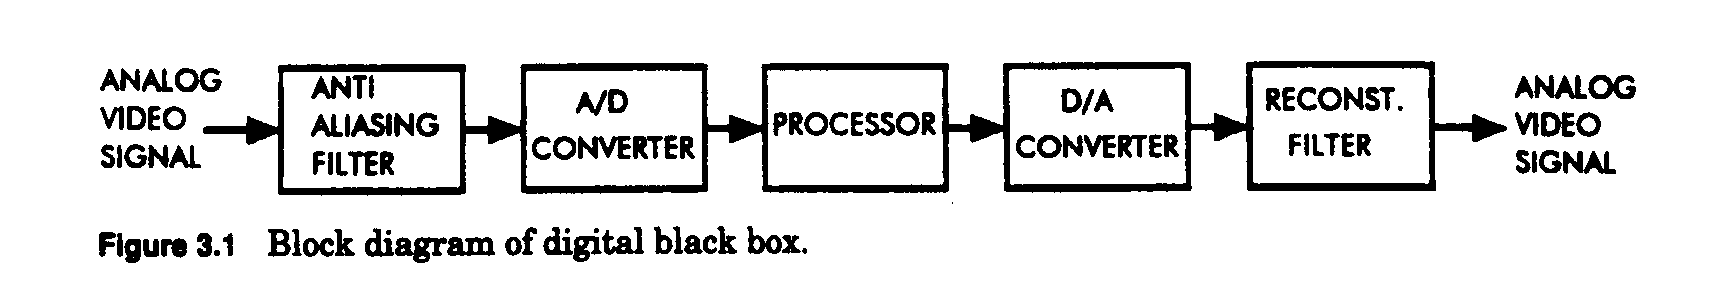 ANALOG
VIDEO
SIGNAL
ANTI
ALIASING
FILTER
A/D
CONVERTER
PROCESSOR
D/A
CONVERTER
RECONST.
FILTER
ANALOG
VIDEO
SIGNAL
Figure 3.1 Block diagram of digital black box.